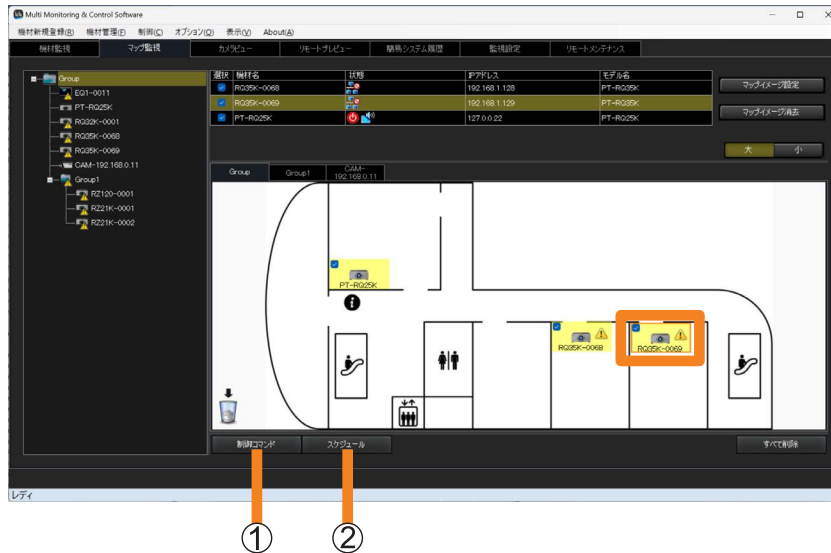 Multi Monitoring & Control Software
機材新規登録(R) 機材管理(E) 制御(C) オプション(O) 表示(V) About(A)
機材監視 マップ監視 カメラビュー リモートプレビュー 簡易システム履歴 監視設定 リモートメンテナンス
Group
EQ1-0011
PT-RQ25K
RQ32K-0001
RQ35K-0068
RQ35K-0069
CAM-192.168.0.11
Group1
RZ120-0001
RZ21K-0001
RZ21K-0002
選択 機材名 状態 IPアドレス モデル名
RQ35K-0068 192.168.1.128 PT-RQ35K
RQ35K-0069 192.168.1.129 PT-RQ35K
PT-RQ25K 127.0.0.22 PT-RQ25K
マップイメージ設定
マップイメージ消去
大 小
Group Group1 CAM-
192.168.0.11
PT-RQ25K
RQ35K-0068 RQ35K-0069
制御コマンド スケジュール すべて削除
レディ
① ②